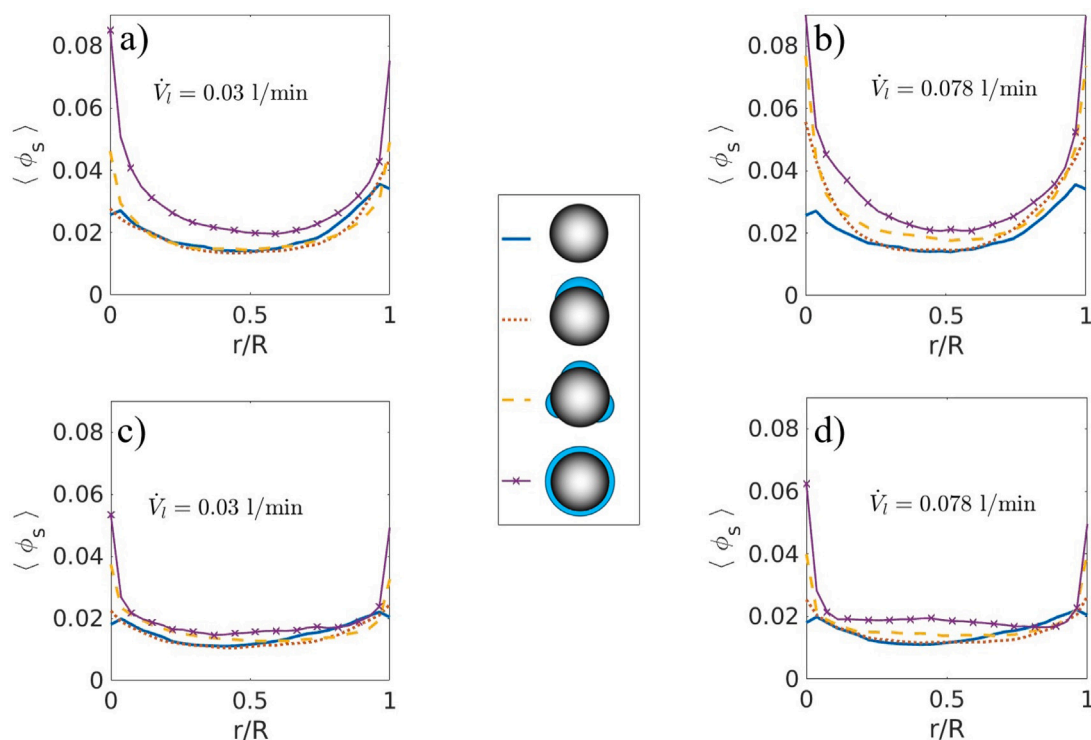 a)
V̇l = 0.03 l/min
0.08
0.06
0.04
0.02
0
⟨ ϕs ⟩
0 0.5 1
r/R
b)
V̇l = 0.078 l/min
0.08
0.06
0.04
0.02
0
⟨ ϕs ⟩
0 0.5 1
r/R
c)
V̇l = 0.03 l/min
0.08
0.06
0.04
0.02
0
⟨ ϕs ⟩
0 0.5 1
r/R
d)
V̇l = 0.078 l/min
0.08
0.06
0.04
0.02
0
⟨ ϕs ⟩
0 0.5 1
r/R